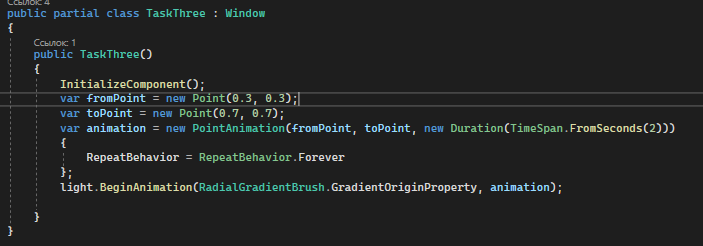 Ссылок: 4
public partial class TaskThree : Window
{
Ссылок: 1
public TaskThree()
{
InitializeComponent();
var fromPoint = new Point(0.3, 0.3);
var toPoint = new Point(0.7, 0.7);
var animation = new PointAnimation(fromPoint, toPoint, new Duration(TimeSpan.FromSeconds(2)))
{
RepeatBehavior = RepeatBehavior.Forever
};
light.BeginAnimation(RadialGradientBrush.GradientOriginProperty, animation);
}
}